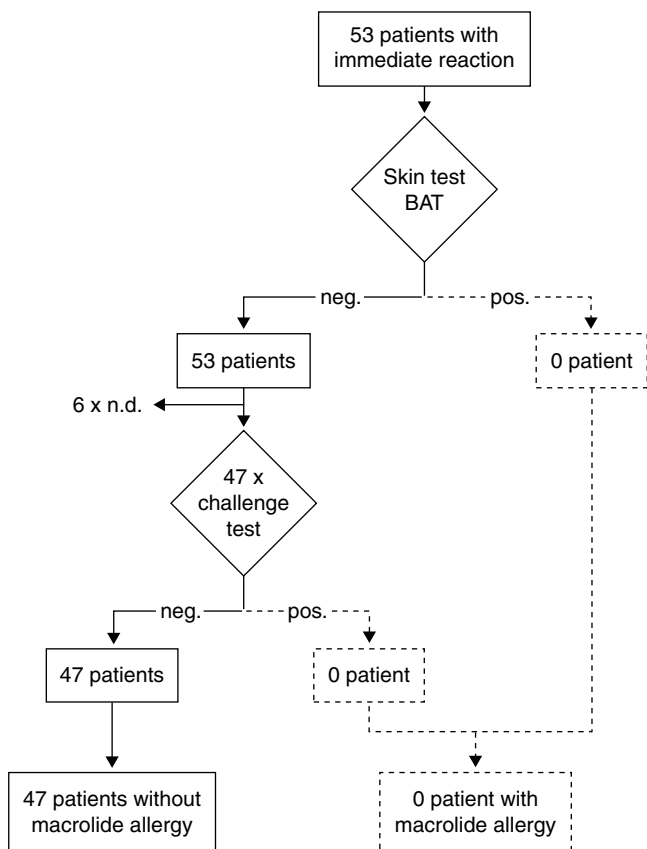 53 patients with
immediate reaction
Skin test
BAT
neg.
pos.
53 patients
0 patient
6 x n.d.
47 x
challenge
test
neg.
pos.
47 patients
0 patient
47 patients without
macrolide allergy
0 patient with
macrolide allergy